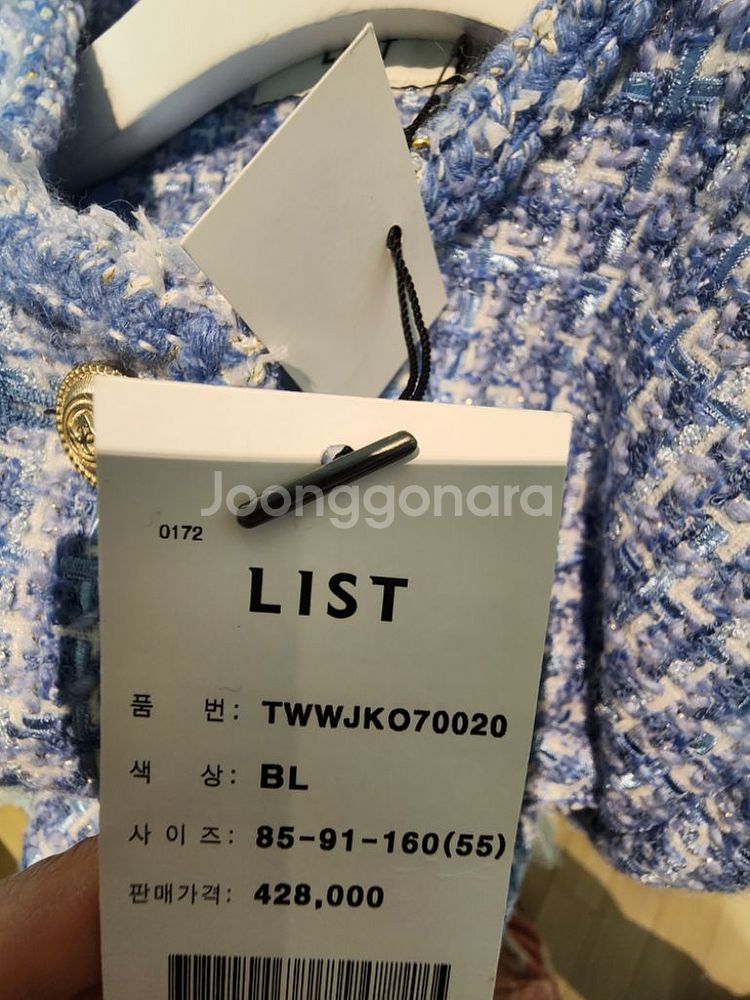 Joonggonara
0172
LIST
품 번: TWWJKO70020
색 상: BL
사 이 즈: 85-91-160(55)
판매가격: 428,000